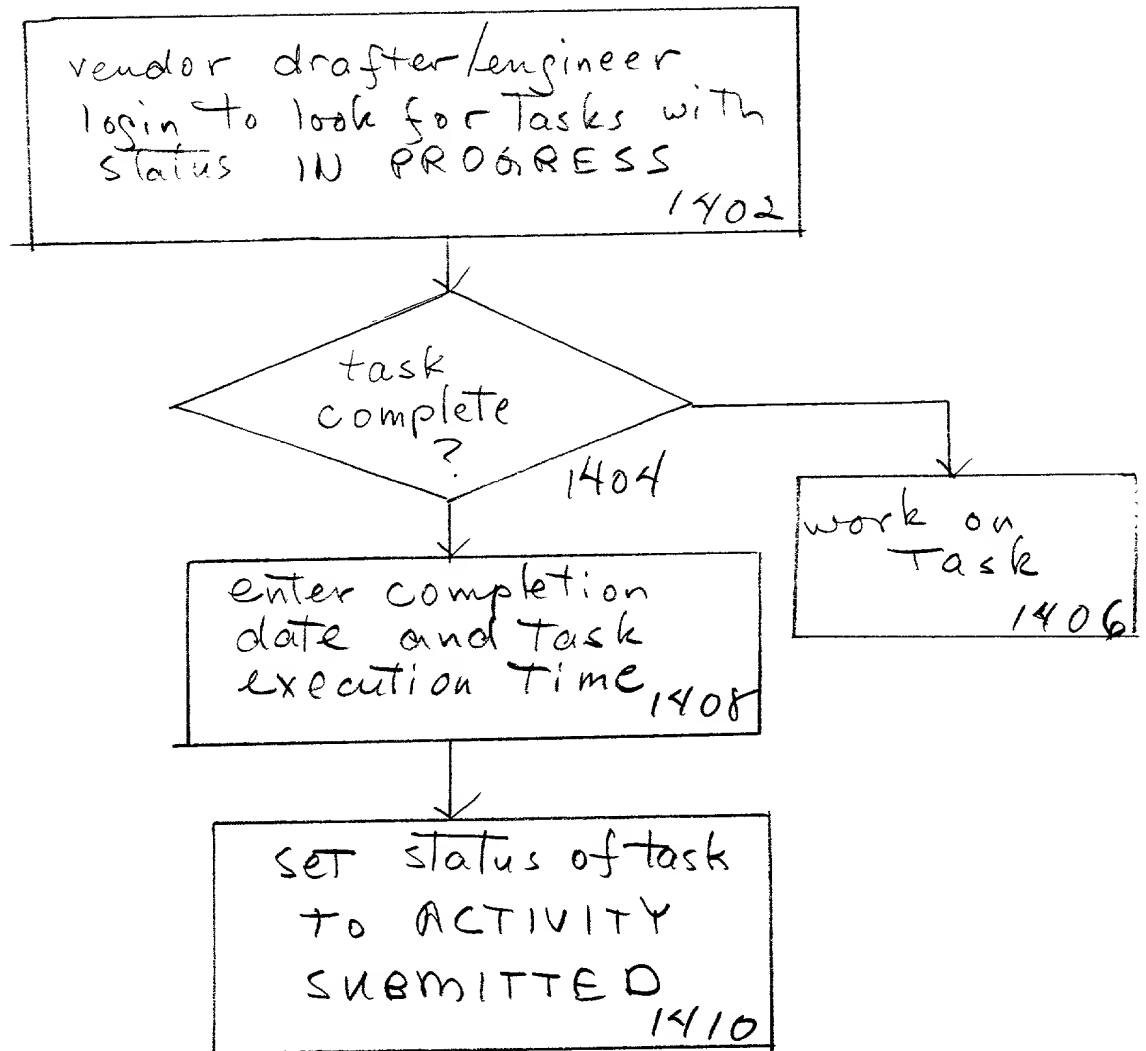 vendor drafter/engineer
login to look for Tasks with
status IN PROGRESS
1402
task
complete
?
1404
work on
Task
1406
enter completion
date and Task
execution Time
1408
set status of task
To ACTIVITY
SUBMITTED
1410